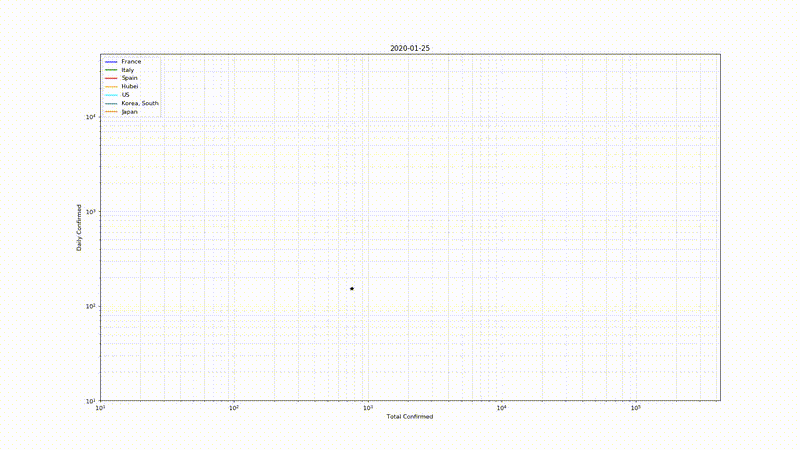 2020-01-25
France
Italy
Spain
Hubei
US
Korea, South
Japan
10⁴
10³
10²
10¹
Daily Confirmed
10¹ 10² 10³ 10⁴ 10⁵
Total Confirmed